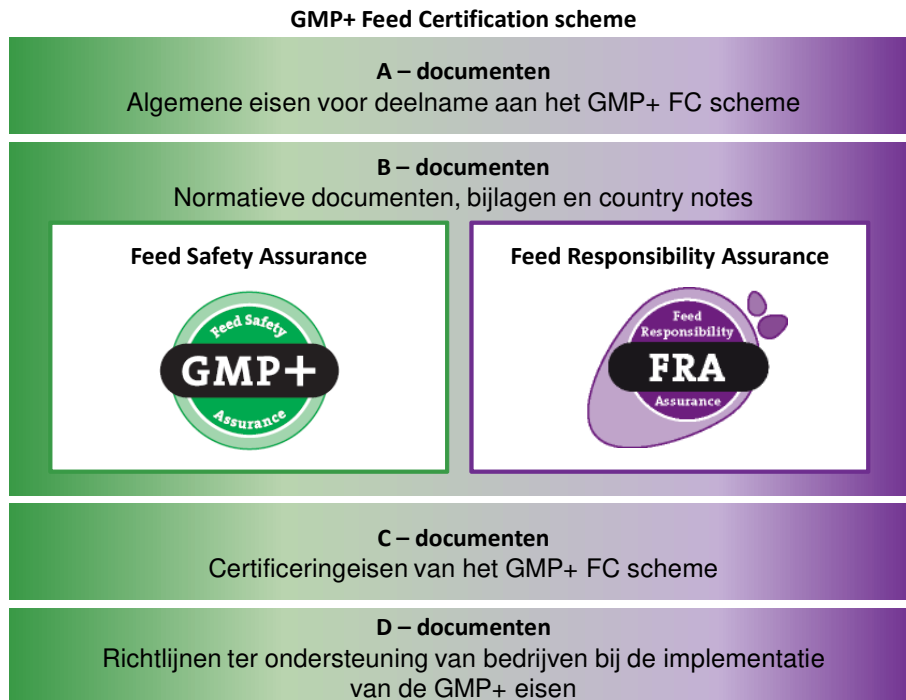 GMP+ Feed Certification scheme
A – documenten
Algemene eisen voor deelname aan het GMP+ FC scheme
B – documenten
Normatieve documenten, bijlagen en country notes
Feed Safety Assurance
Feed Safety
GMP+
Assurance
Feed Responsibility Assurance
Feed
Responsibility
FRA
Assurance
C – documenten
Certificeringeisen van het GMP+ FC scheme
D – documenten
Richtlijnen ter ondersteuning van bedrijven bij de implementatie
van de GMP+ eisen